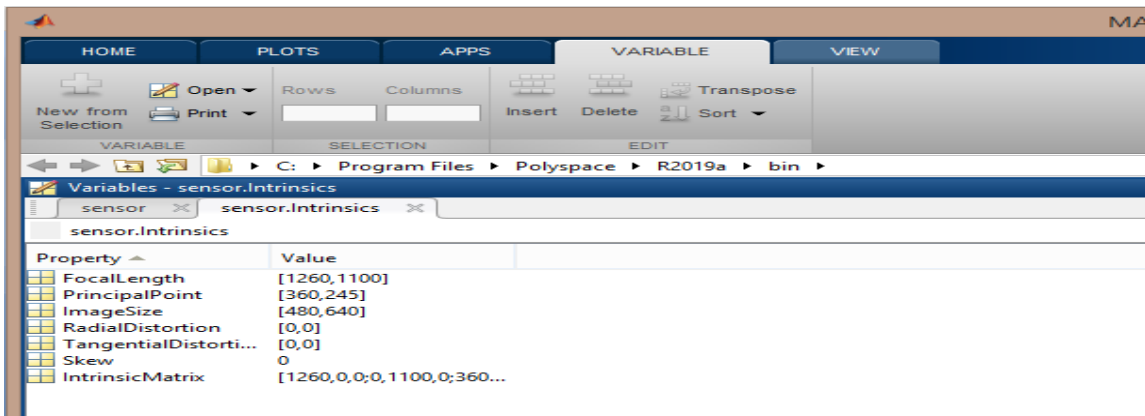 MA
HOME PLOTS APPS VARIABLE VIEW
New from Selection
Open
Print
Rows Columns
Insert Delete
Transpose
Sort
VARIABLE SELECTION EDIT
C: Program Files Polyspace R2019a bin
Variables - sensor.Intrinsics
sensor sensor.Intrinsics
sensor.Intrinsics
Property Value
FocalLength [1260,1100]
PrincipalPoint [360,245]
ImageSize [480,640]
RadialDistortion [0,0]
TangentialDistorti... [0,0]
Skew 0
IntrinsicMatrix [1260,0,0;0,1100,0;360...